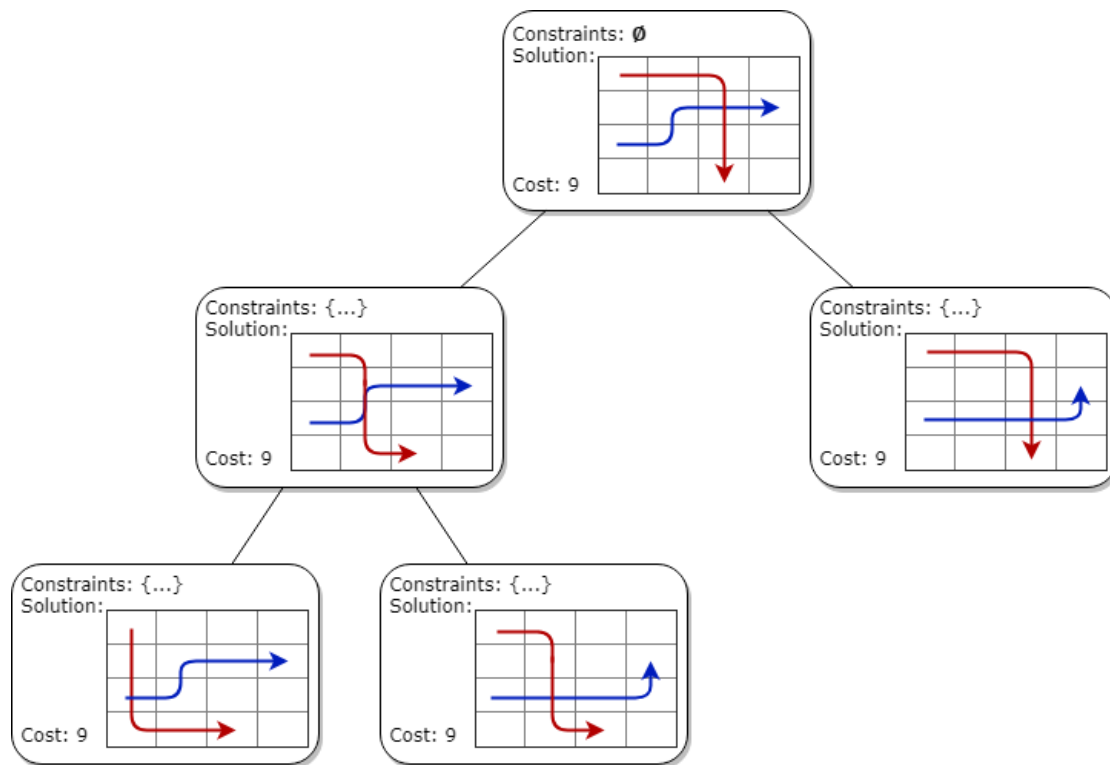 Constraints: Ø
Solution:
Cost: 9
Constraints: {...}
Solution:
Cost: 9
Constraints: {...}
Solution:
Cost: 9
Constraints: {...}
Solution:
Cost: 9
Constraints: {...}
Solution:
Cost: 9